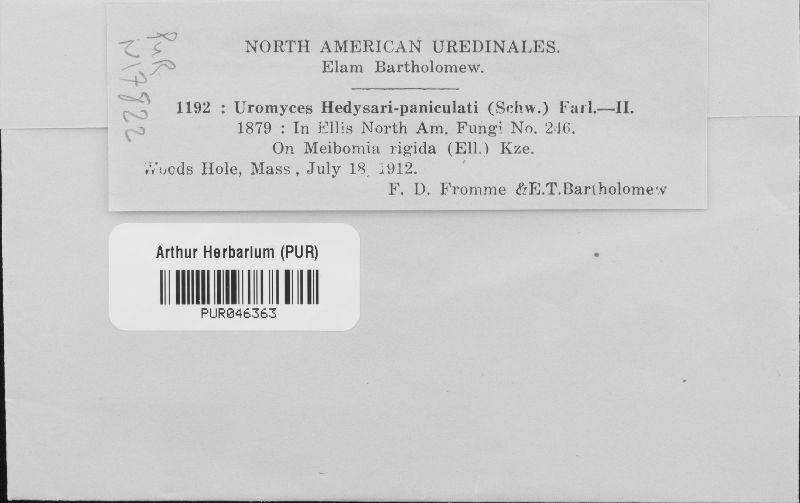 NORTH AMERICAN UREDINALES.
Elam Bartholomew.
1192 : Uromyces Hedysari-paniculati (Schw.) Farl.—II.
1879 : In Ellis North Am. Fungi No. 246.
On Meibomia rigida (Ell.) Kze.
Woods Hole, Mass, July 18, 1912.
F. D. Fromme & E.T.Bartholomew
PUR
N17822
Arthur Herbarium (PUR)
PUR046363